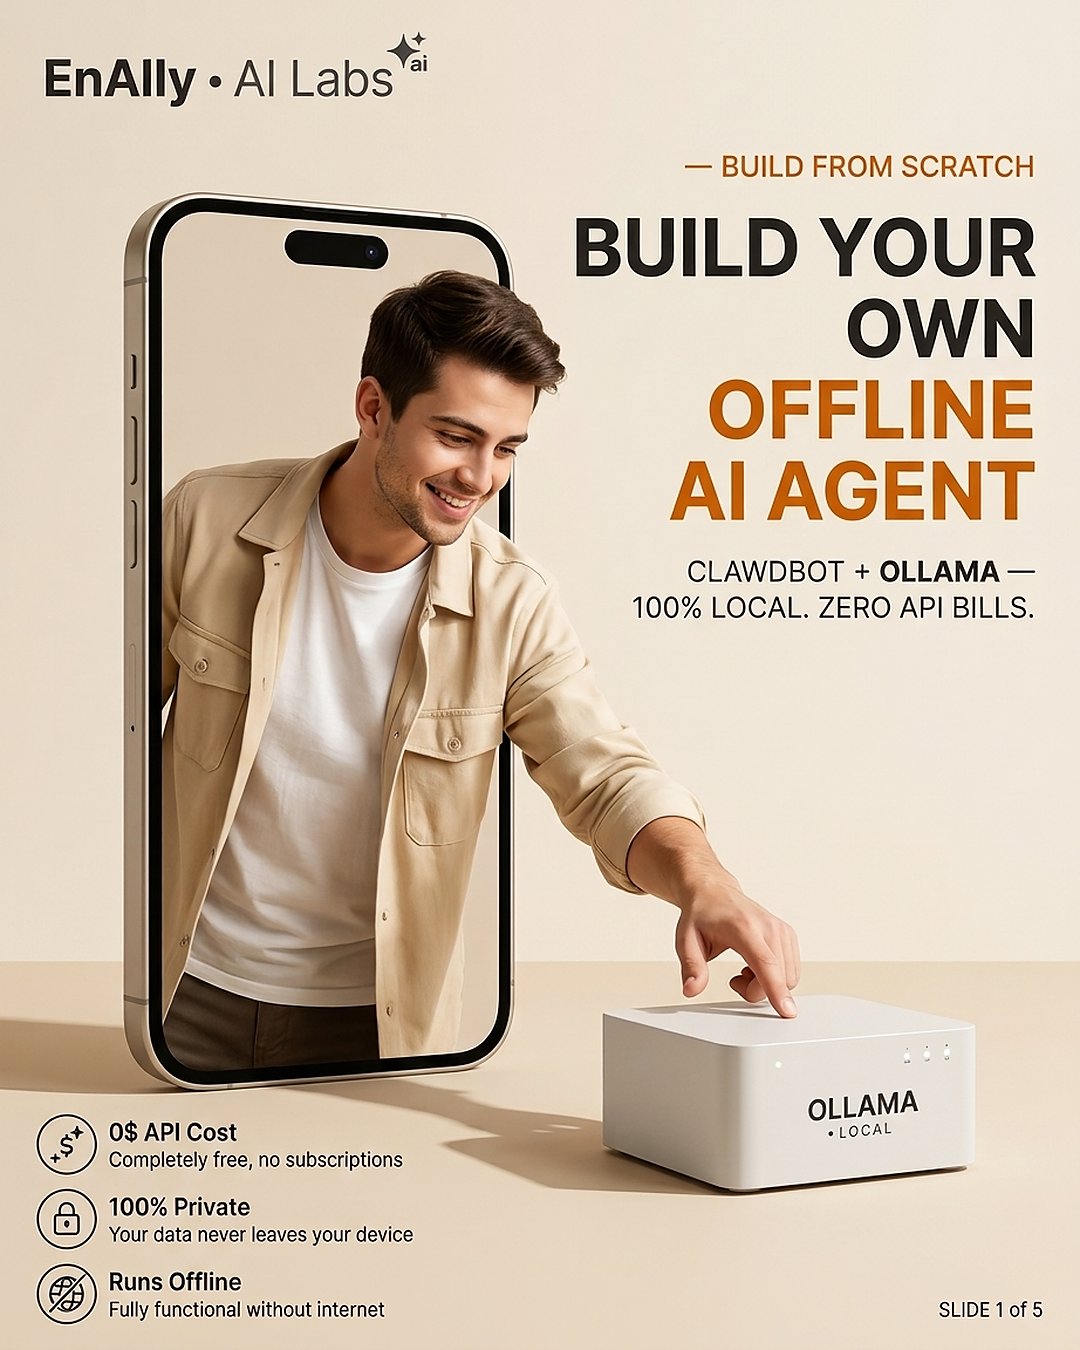 EnAlly • AI Labs ai
— BUILD FROM SCRATCH
BUILD YOUR
OWN
OFFLINE
AI AGENT
CLAWDBOT + OLLAMA —
100% LOCAL. ZERO API BILLS.
OLLAMA
• LOCAL
0$ API Cost
Completely free, no subscriptions
100% Private
Your data never leaves your device
Runs Offline
Fully functional without internet
SLIDE 1 of 5